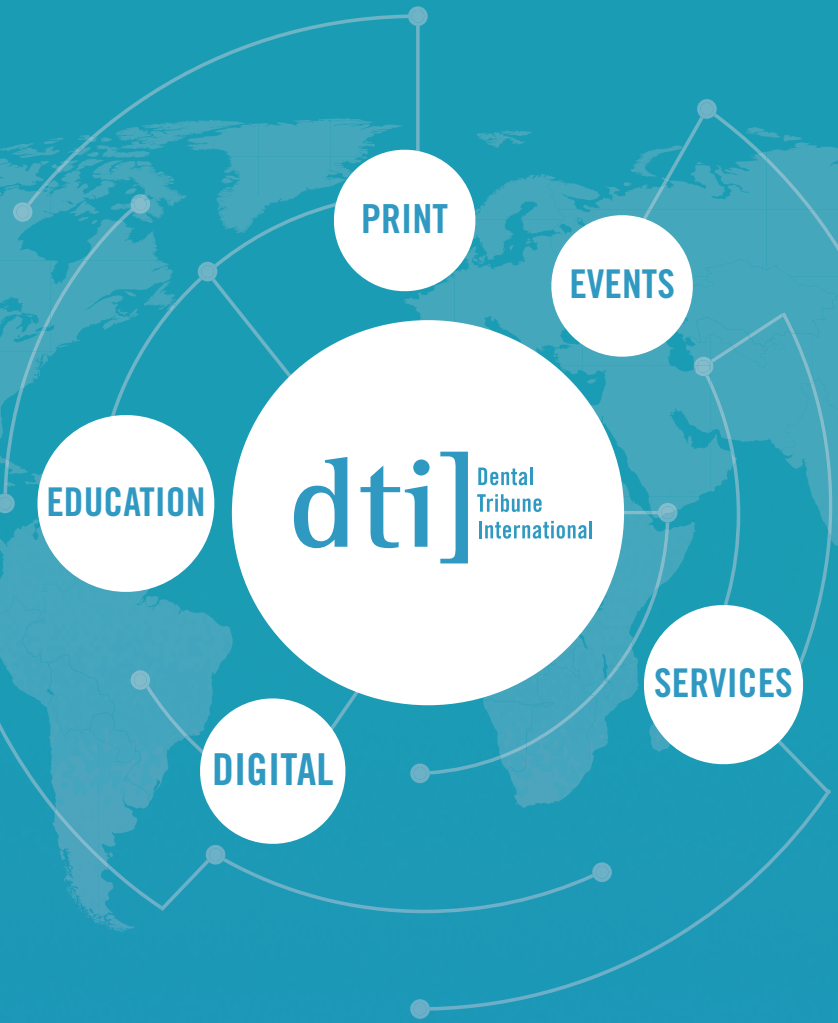 PRINT
EVENTS
dti]
Dental
Tribune
International
EDUCATION
SERVICES
DIGITAL